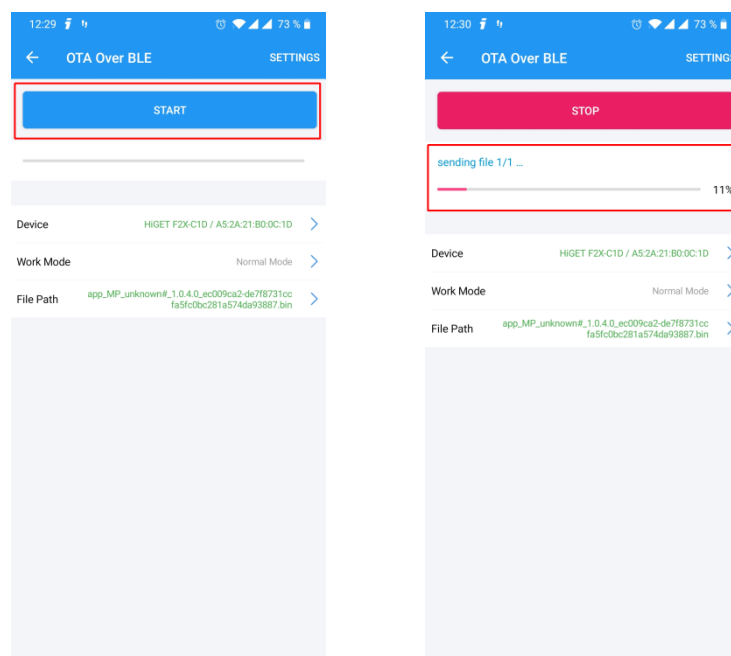 12:29 73 %
OTA Over BLE SETTINGS
START
Device HiGET F2X-C1D / A5:2A:21:B0:0C:1D
Work Mode Normal Mode
File Path app_MP_unknown#_1.0.4.0_ec009ca2-de7f8731cc
fa5fc0bc281a574da93887.bin
12:30 73 %
OTA Over BLE SETTINGS
STOP
sending file 1/1 ...
11%
Device HiGET F2X-C1D / A5:2A:21:B0:0C:1D
Work Mode Normal Mode
File Path app_MP_unknown#_1.0.4.0_ec009ca2-de7f8731cc
fa5fc0bc281a574da93887.bin